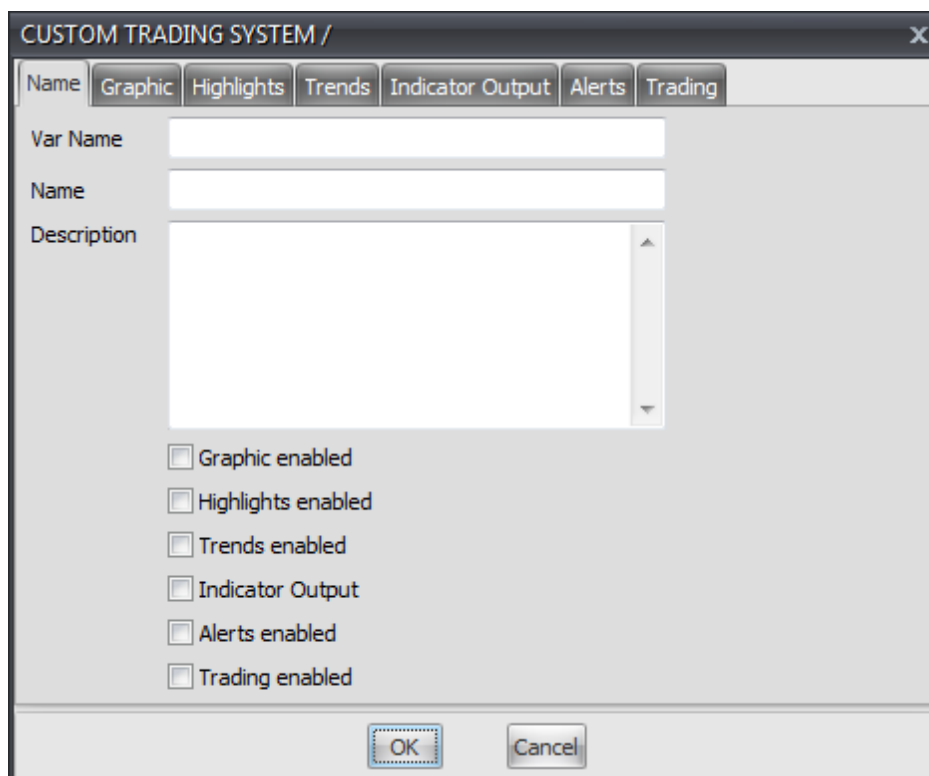 CUSTOM TRADING SYSTEM / x
Name Graphic Highlights Trends Indicator Output Alerts Trading
Var Name
Name
Description
Graphic enabled
Highlights enabled
Trends enabled
Indicator Output
Alerts enabled
Trading enabled
OK Cancel